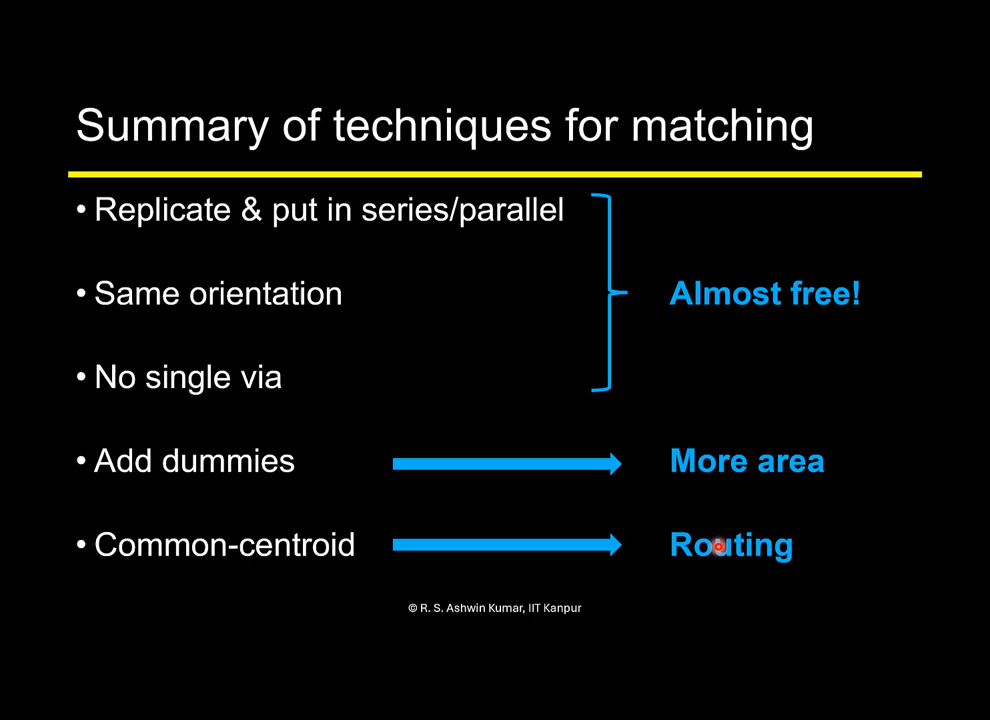 Summary of techniques for matching
• Replicate & put in series/parallel
• Same orientation
Almost free!
• No single via
• Add dummies
More area
• Common-centroid
Routing
© R. S. Ashwin Kumar, IIT Kanpur